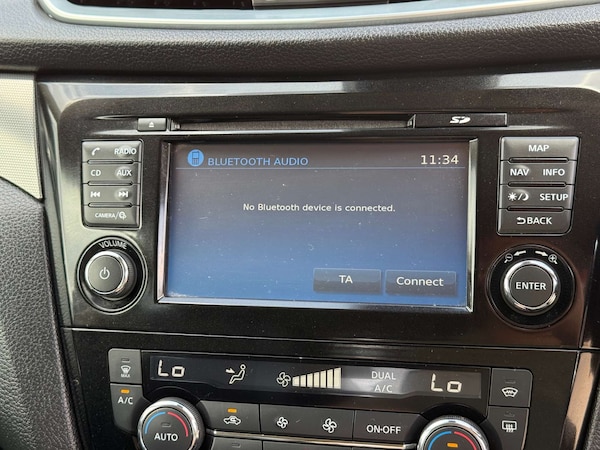 SD
BLUETOOTH AUDIO 11:34
No Bluetooth device is connected.
TA Connect
RADIO
CD AUX
CAMERA/
VOLUME
MAP
NAV INFO
SETUP
BACK
ENTER
Lo DUAL A/C Lo
MAX
A/C
AUTO
ON·OFF